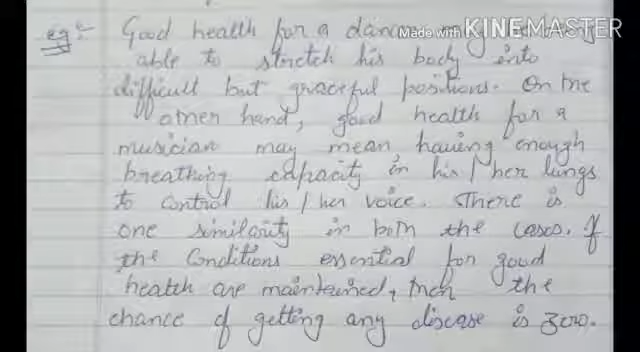 eg:- Good health for a dancer may
Made with KINEMASTER
able to stretch his body into
difficult but graceful positions. On the
other hand, good health for a
musician may mean having enough
breathing capacity in his/her lungs
to control his/her voice. There is
one similarity in both the cases. If
the Conditions essential for good
health are maintained, then the
chance of getting any disease is zero.